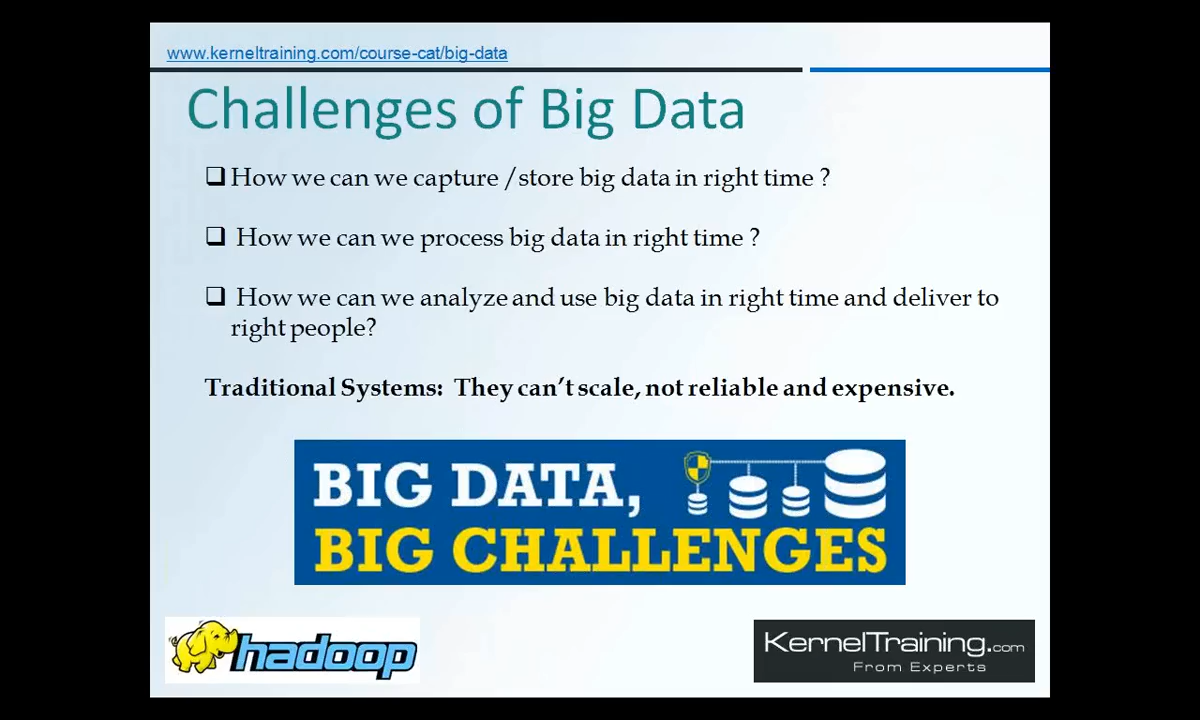 www.kerneltraining.com/course-cat/big-data
Challenges of Big Data
How we can we capture /store big data in right time ?
How we can we process big data in right time ?
How we can we analyze and use big data in right time and deliver to
right people?
Traditional Systems: They can't scale, not reliable and expensive.
BIG DATA,
BIG CHALLENGES
hadoop
KernelTraining.com
From Experts